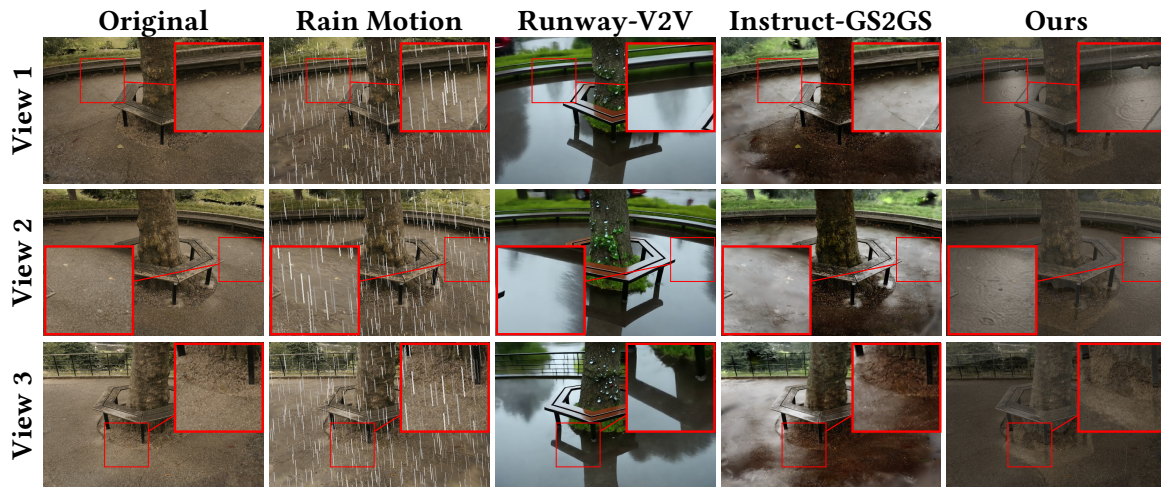 Original Rain Motion Runway-V2V Instruct-GS2GS Ours
View 1
View 2
View 3